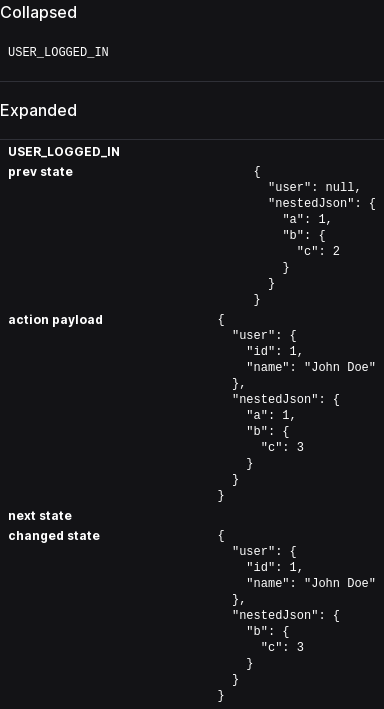 Collapsed
USER_LOGGED_IN
Expanded
USER_LOGGED_IN
prev state
{
  "user": null,
  "nestedJson": {
    "a": 1,
    "b": {
      "c": 2
    }
  }
}
action payload
{
  "user": {
    "id": 1,
    "name": "John Doe"
  },
  "nestedJson": {
    "a": 1,
    "b": {
      "c": 3
    }
  }
}
next state
changed state
{
  "user": {
    "id": 1,
    "name": "John Doe"
  },
  "nestedJson": {
    "b": {
      "c": 3
    }
  }
}